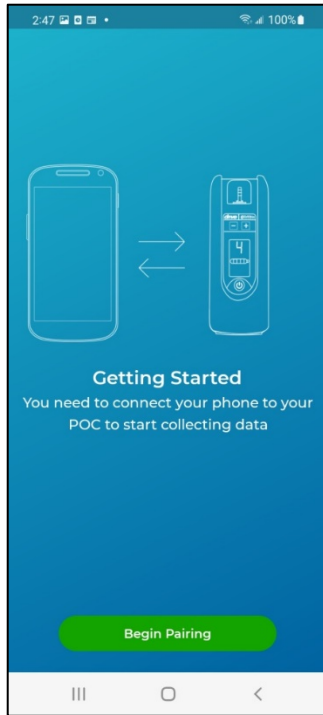 2:47
100%
4
Getting Started
You need to connect your phone to your
POC to start collecting data
Begin Pairing